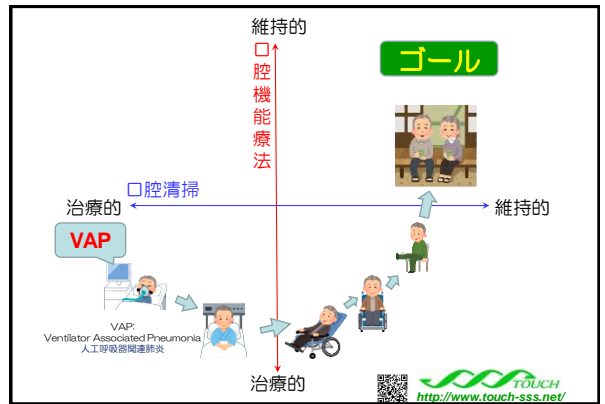 維持的
口腔機能療法
ゴール
口腔清掃
治療的
維持的
VAP
VAP:
Ventilator Associated Pneumonia
人工呼吸器関連肺炎
治療的
TOUCH
http://www.touch-sss.net/